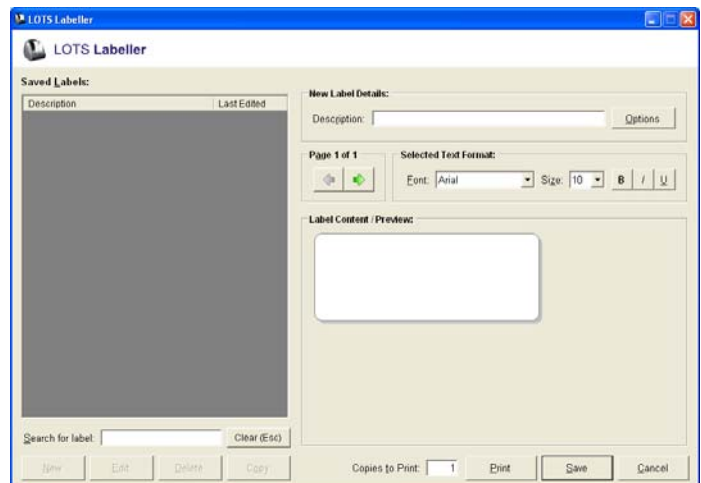 LOTS Labeller
LOTS Labeller
Saved Labels:
Description Last Edited
Search for label: Clear (Esc)
New Edit Delete Copy
New Label Details:
Description: Options
Page 1 of 1
Selected Text Format:
Font: Arial Size: 10 B I U
Label Content / Preview:
Copies to Print: 1 Print Save Cancel